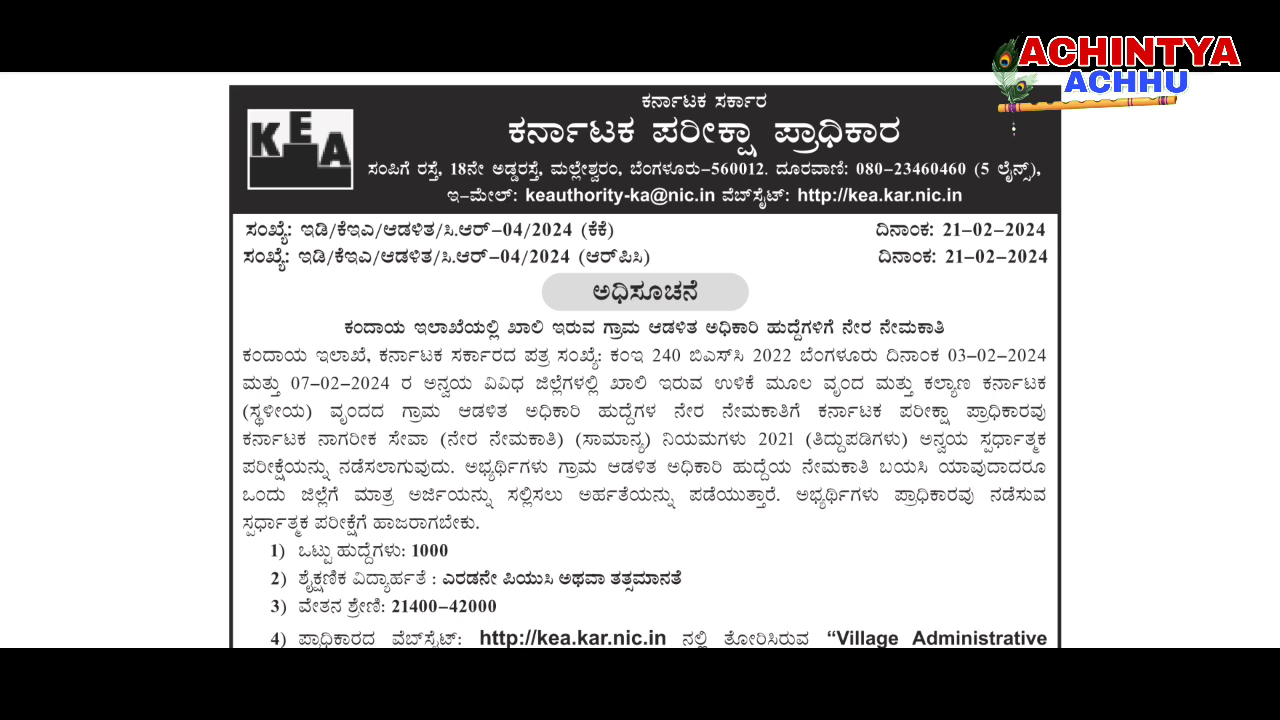 ACHINTYA
ACHHU
KEA
ಕರ್ನಾಟಕ ಸರ್ಕಾರ
ಕರ್ನಾಟಕ ಪರೀಕ್ಷಾ ಪ್ರಾಧಿಕಾರ
ಸಂಪಿಗೆ ರಸ್ತೆ, 18ನೇ ಅಡ್ಡರಸ್ತೆ, ಮಲ್ಲೇಶ್ವರಂ, ಬೆಂಗಳೂರು-560012. ದೂರವಾಣಿ: 080-23460460 (5 ಲೈನ್ಸ್),
ಇ-ಮೇಲ್: keauthority-ka@nic.in ವೆಬ್‌ಸೈಟ್: http://kea.kar.nic.in
ಸಂಖ್ಯೆ: ಇಡಿ/ಕೆಇಎ/ಆಡಳಿತ/ಸಿ.ಆರ್-04/2024 (ಕೆಕೆ) ದಿನಾಂಕ: 21-02-2024
ಸಂಖ್ಯೆ: ಇಡಿ/ಕೆಇಎ/ಆಡಳಿತ/ಸಿ.ಆರ್-04/2024 (ಆರ್‌ಪಿಸಿ) ದಿನಾಂಕ: 21-02-2024
ಅಧಿಸೂಚನೆ
ಕಂದಾಯ ಇಲಾಖೆಯಲ್ಲಿ ಖಾಲಿ ಇರುವ ಗ್ರಾಮ ಆಡಳಿತ ಅಧಿಕಾರಿ ಹುದ್ದೆಗಳಿಗೆ ನೇರ ನೇಮಕಾತಿ
ಕಂದಾಯ ಇಲಾಖೆ, ಕರ್ನಾಟಕ ಸರ್ಕಾರದ ಪತ್ರ ಸಂಖ್ಯೆ: ಕಂಇ 240 ಬಿಎಸ್‌ಸಿ 2022 ಬೆಂಗಳೂರು ದಿನಾಂಕ 03-02-2024
ಮತ್ತು 07-02-2024 ರ ಅನ್ವಯ ವಿವಿಧ ಜಿಲ್ಲೆಗಳಲ್ಲಿ ಖಾಲಿ ಇರುವ ಉಳಿಕೆ ಮೂಲ ವೃಂದ ಮತ್ತು ಕಲ್ಯಾಣ ಕರ್ನಾಟಕ
(ಸ್ಥಳೀಯ) ವೃಂದದ ಗ್ರಾಮ ಆಡಳಿತ ಅಧಿಕಾರಿ ಹುದ್ದೆಗಳ ನೇರ ನೇಮಕಾತಿಗೆ ಕರ್ನಾಟಕ ಪರೀಕ್ಷಾ ಪ್ರಾಧಿಕಾರವು
ಕರ್ನಾಟಕ ನಾಗರೀಕ ಸೇವಾ (ನೇರ ನೇಮಕಾತಿ) (ಸಾಮಾನ್ಯ) ನಿಯಮಗಳು 2021 (ತಿದ್ದುಪಡಿಗಳು) ಅನ್ವಯ ಸ್ಪರ್ಧಾತ್ಮಕ
ಪರೀಕ್ಷೆಯನ್ನು ನಡೆಸಲಾಗುವುದು. ಅಭ್ಯರ್ಥಿಗಳು ಗ್ರಾಮ ಆಡಳಿತ ಅಧಿಕಾರಿ ಹುದ್ದೆಯ ನೇಮಕಾತಿ ಬಯಸಿ ಯಾವುದಾದರೂ
ಒಂದು ಜಿಲ್ಲೆಗೆ ಮಾತ್ರ ಅರ್ಜಿಯನ್ನು ಸಲ್ಲಿಸಲು ಅರ್ಹತೆಯನ್ನು ಪಡೆಯುತ್ತಾರೆ. ಅಭ್ಯರ್ಥಿಗಳು ಪ್ರಾಧಿಕಾರವು ನಡೆಸುವ
ಸ್ಪರ್ಧಾತ್ಮಕ ಪರೀಕ್ಷೆಗೆ ಹಾಜರಾಗಬೇಕು.
1) ಒಟ್ಟು ಹುದ್ದೆಗಳು: 1000
2) ಶೈಕ್ಷಣಿಕ ವಿದ್ಯಾರ್ಹತೆ : ಎರಡನೇ ಪಿಯುಸಿ ಅಥವಾ ತತ್ಸಮಾನತೆ
3) ವೇತನ ಶ್ರೇಣಿ: 21400-42000
4) ಪ್ರಾಧಿಕಾರದ ವೆಬ್‌ಸೈಟ್: http://kea.kar.nic.in ನಲ್ಲಿ ತೋರಿಸಿರುವ “Village Administrative